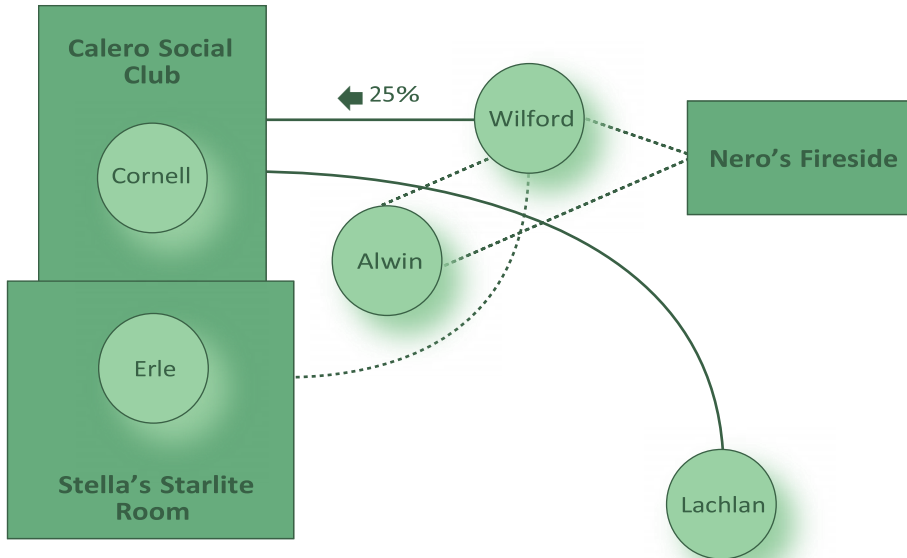 Calero Social
Club
25%
Wilford
Cornell
Nero’s Fireside
Alwin
Erle
Stella’s Starlite
Room
Lachlan